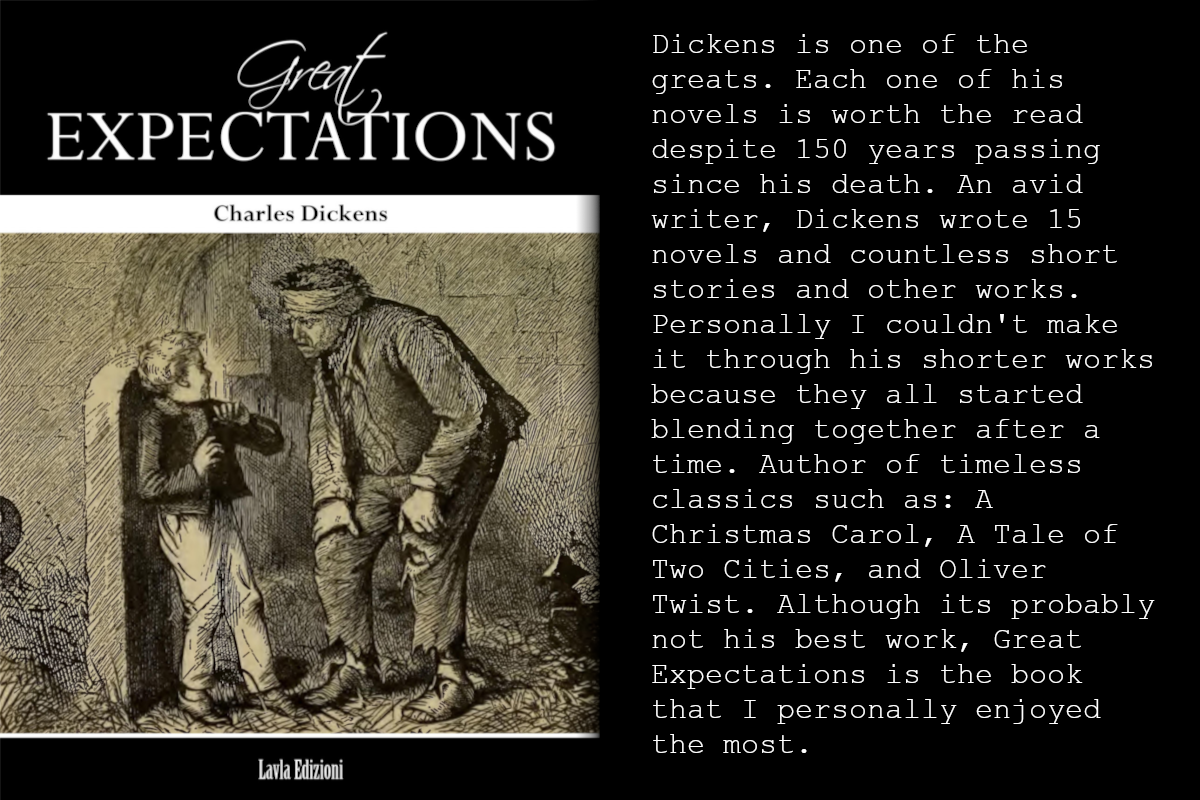 Great
EXPECTATIONS
Charles Dickens
Lavla Edizioni
Dickens is one of the
greats. Each one of his
novels is worth the read
despite 150 years passing
since his death. An avid
writer, Dickens wrote 15
novels and countless short
stories and other works.
Personally I couldn't make
it through his shorter works
because they all started
blending together after a
time. Author of timeless
classics such as: A
Christmas Carol, A Tale of
Two Cities, and Oliver
Twist. Although its probably
not his best work, Great
Expectations is the book
that I personally enjoyed
the most.